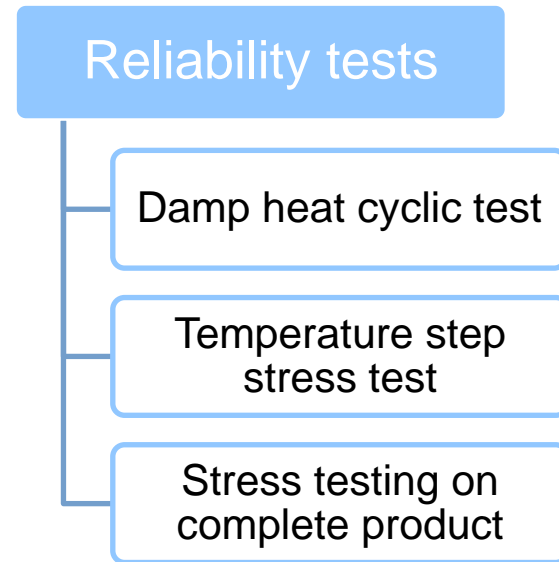 Reliability tests
Damp heat cyclic test
Temperature step
stress test
Stress testing on
complete product